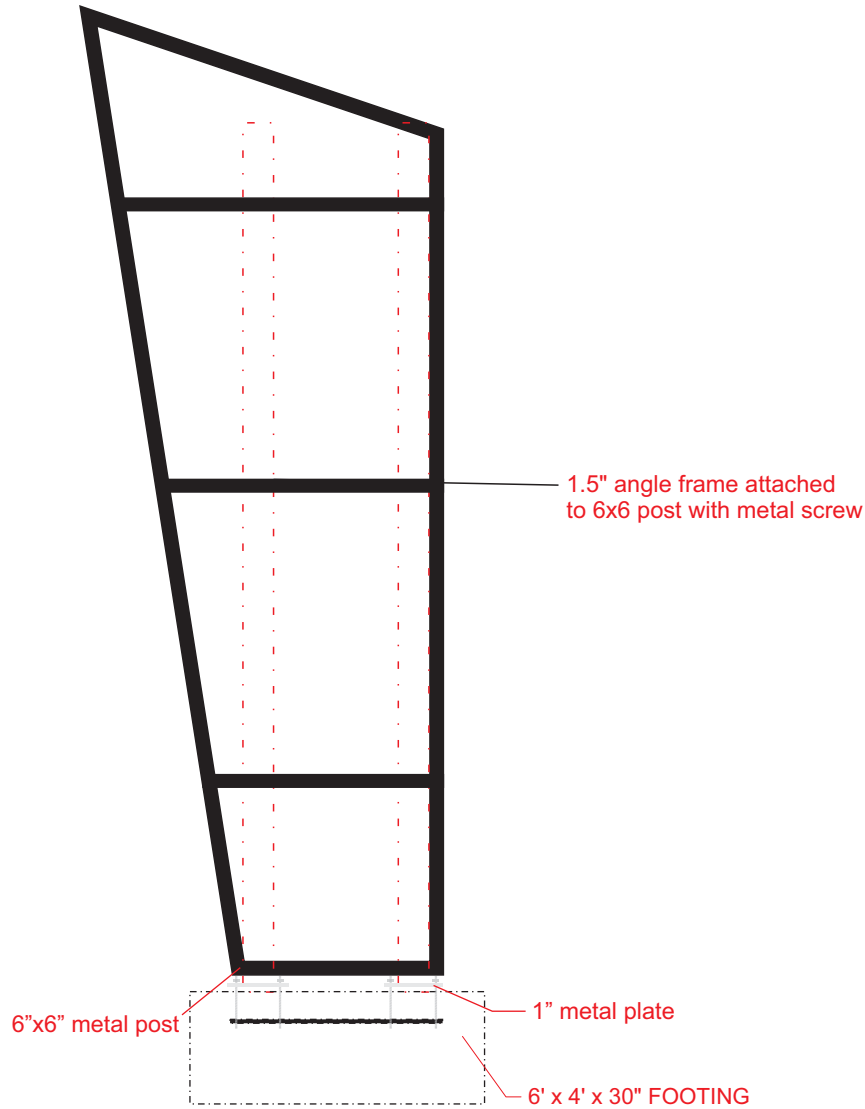 1.5" angle frame attached
to 6x6 post with metal screw
6”x6” metal post
1” metal plate
6' x 4' x 30" FOOTING